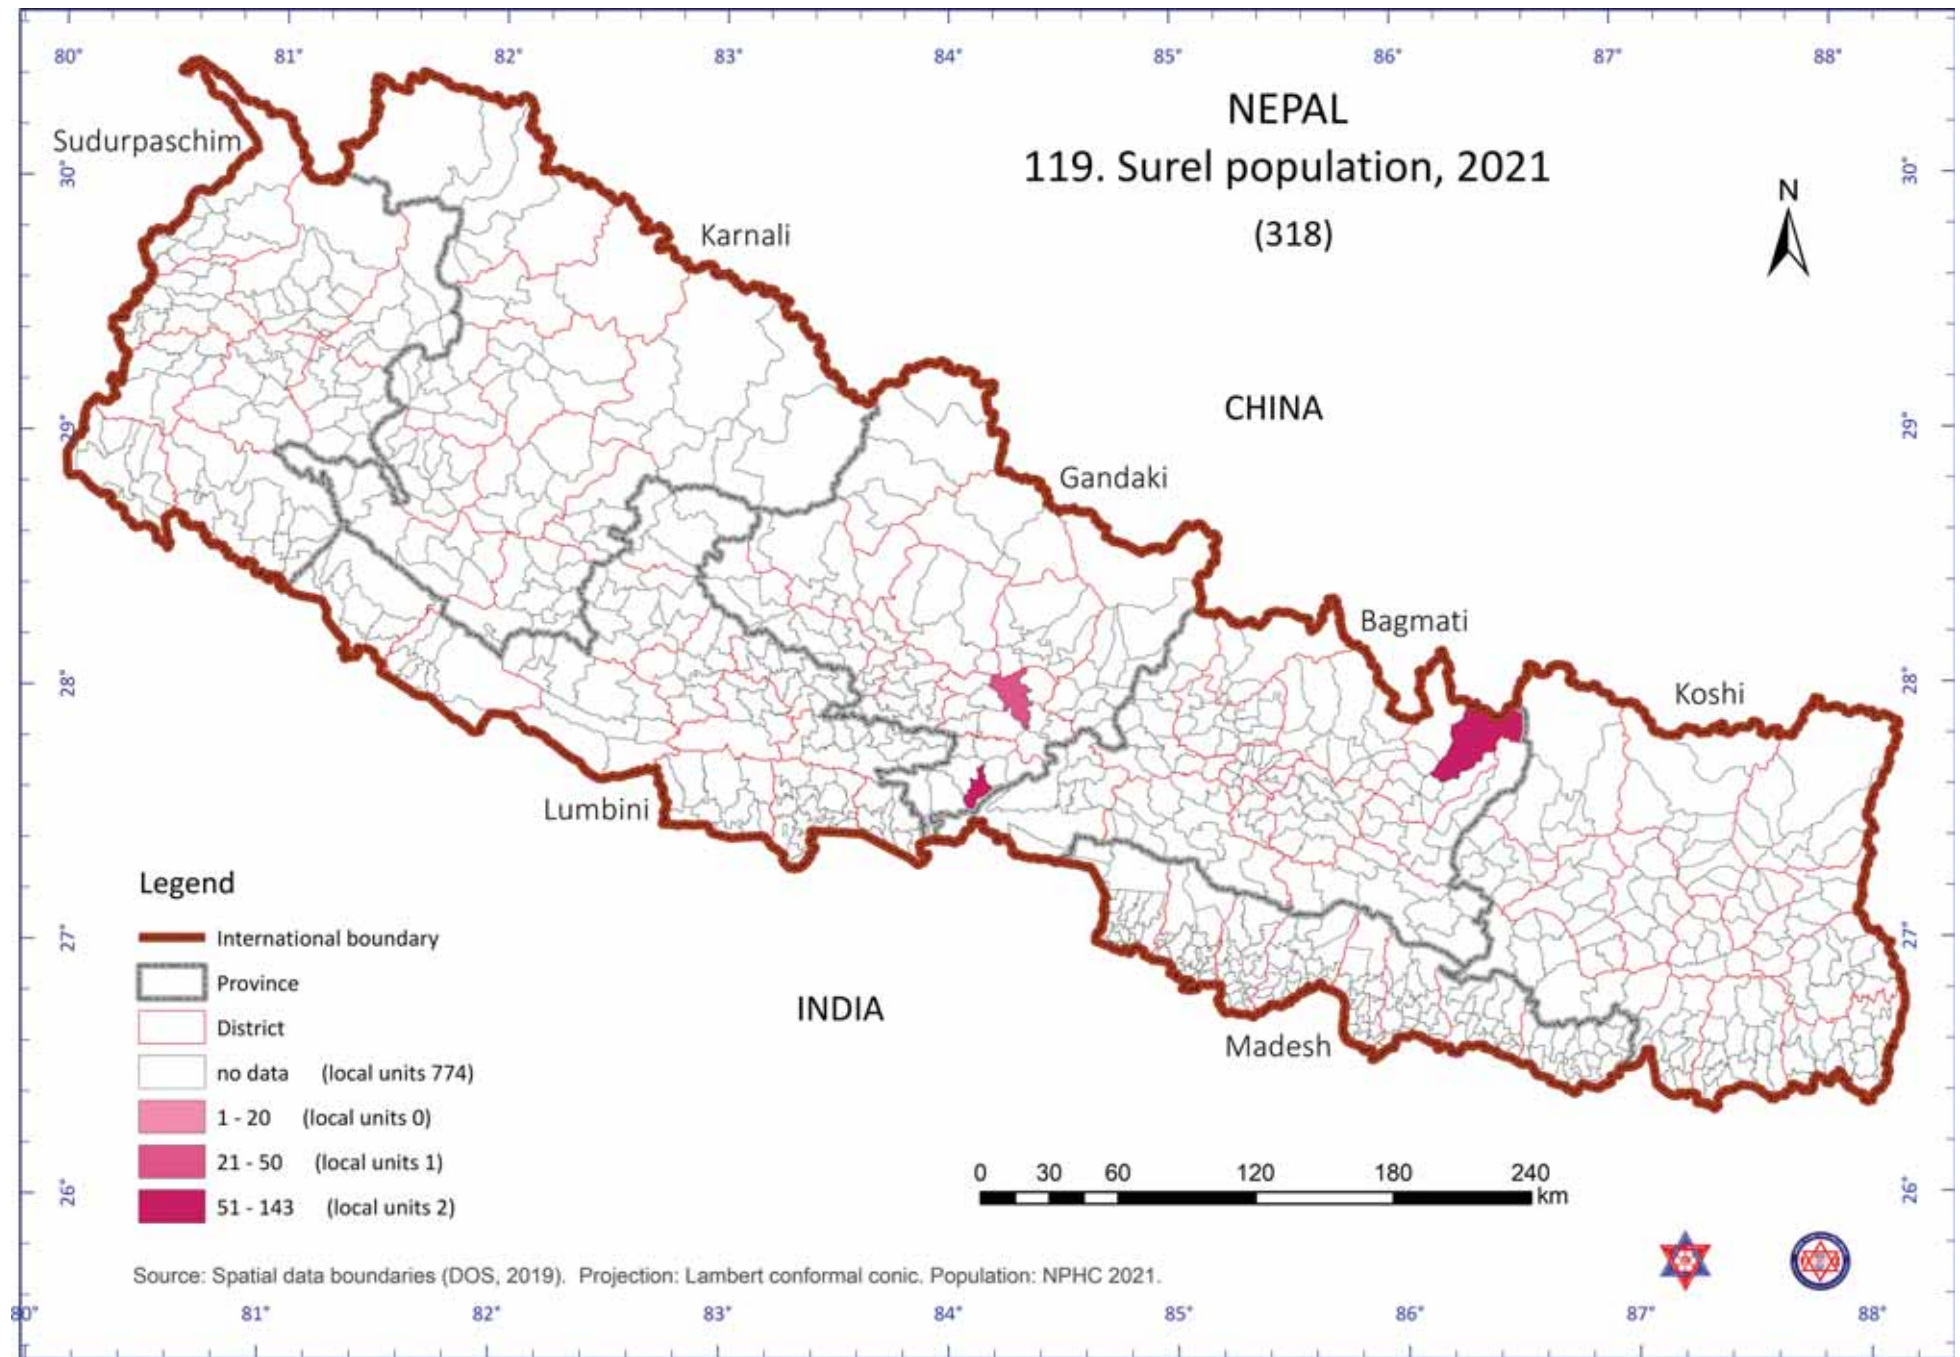 80° 81° 82° 83° 84° 85° 86° 87° 88°
NEPAL
119. Surel population, 2021
(318)
N
Sudurpaschim
30° 30°
Karnali
CHINA
29° 29°
Gandaki
Bagmati
28° 28°
Koshi
Lumbini
Legend
International boundary
Province
District
no data (local units 774)
1 - 20 (local units 0)
21 - 50 (local units 1)
51 - 143 (local units 2)
27° 27°
INDIA
Madesh
26° 26°
0 30 60 120 180 240
km
Source: Spatial data boundaries (DOS, 2019). Projection: Lambert conformal conic. Population: NPHC 2021.
80° 81° 82° 83° 84° 85° 86° 87° 88°